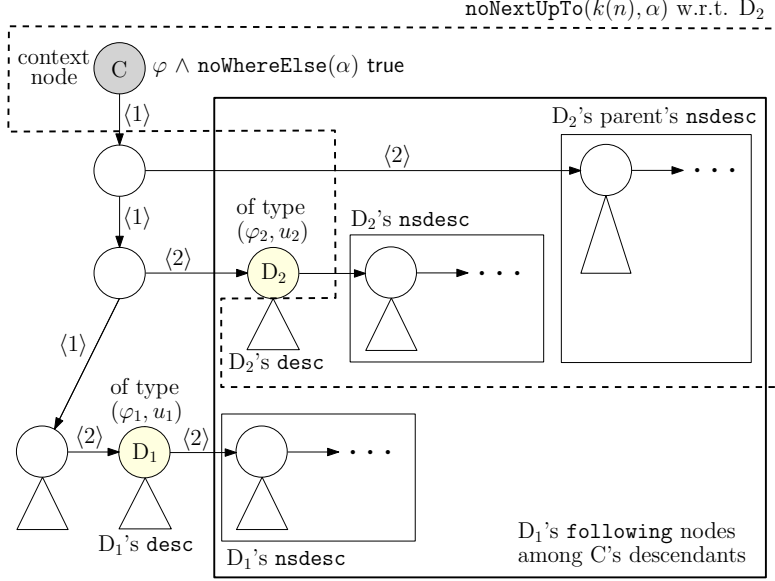 noNextUpTo(k(n), α) w.r.t. D₂
context
node
C
φ ∧ noWhereElse(α) true
⟨1⟩
D₂'s parent's nsdesc
⟨2⟩
· · ·
⟨1⟩
of type
(φ₂, u₂)
D₂'s nsdesc
⟨2⟩
D₂
· · ·
D₂'s desc
⟨1⟩
of type
(φ₁, u₁)
⟨2⟩
D₁
⟨2⟩
· · ·
D₁'s desc
D₁'s nsdesc
D₁'s following nodes
among C's descendants